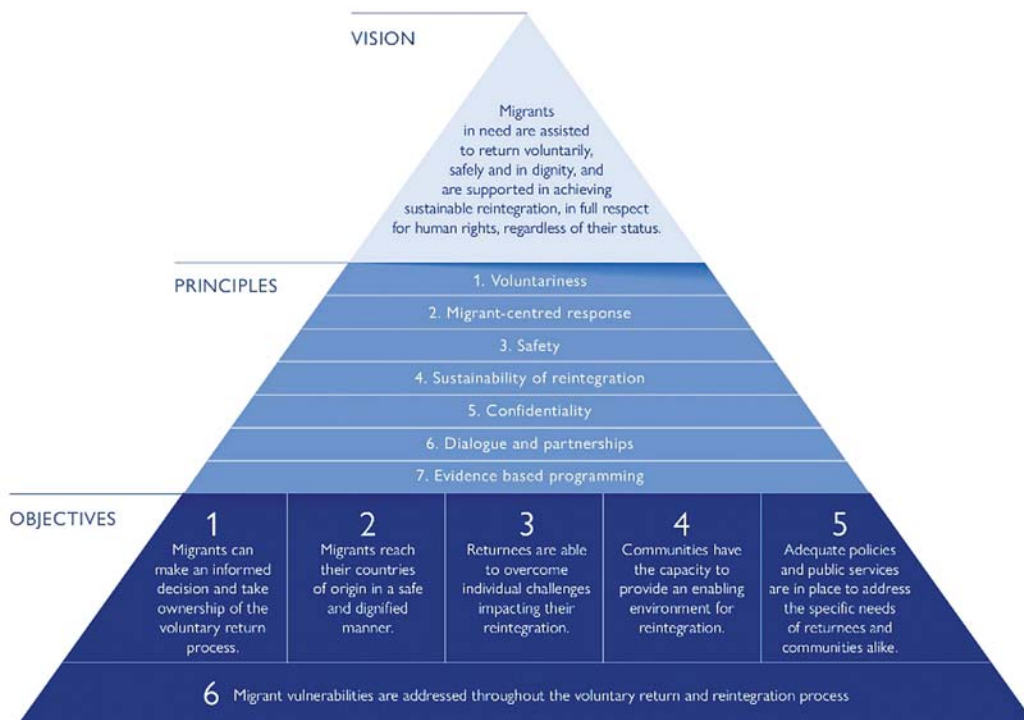 VISION
Migrants
in need are assisted
to return voluntarily,
safely and in dignity, and
are supported in achieving
sustainable reintegration, in full respect
for human rights, regardless of their status.
PRINCIPLES
1. Voluntariness
2. Migrant-centred response
3. Safety
4. Sustainability of reintegration
5. Confidentiality
6. Dialogue and partnerships
7. Evidence based programming
OBJECTIVES
1
Migrants can
make an informed
decision and take
ownership of the
voluntary return
process.
2
Migrants reach
their countries
of origin in a safe
and dignified
manner.
3
Returnees are able
to overcome
individual challenges
impacting their
reintegration.
4
Communities have
the capacity to
provide an enabling
environment for
reintegration.
5
Adequate policies
and public services
are in place to address
the specific needs
of returnees and
communities alike.
6 Migrant vulnerabilities are addressed throughout the voluntary return and reintegration process